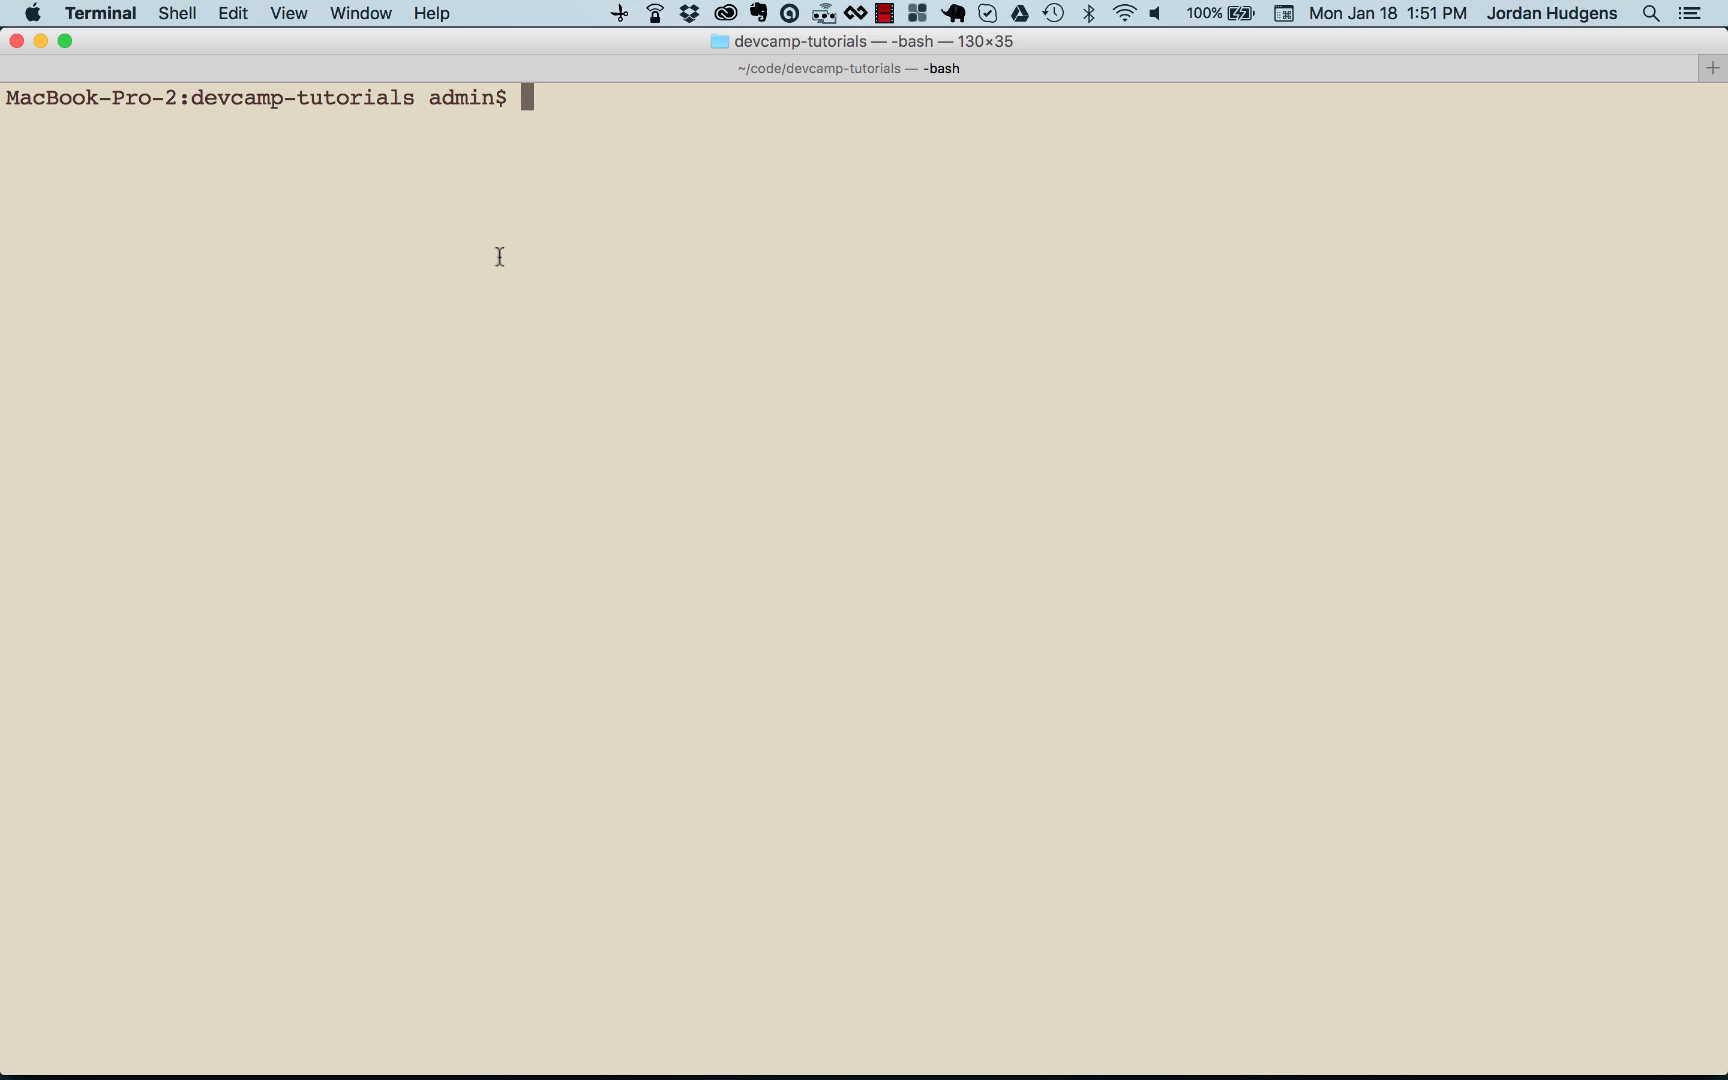 Terminal Shell Edit View Window Help 100% Mon Jan 18 1:51 PM Jordan Hudgens
devcamp-tutorials — -bash — 130×35
~/code/devcamp-tutorials — -bash
MacBook-Pro-2:devcamp-tutorials admin$